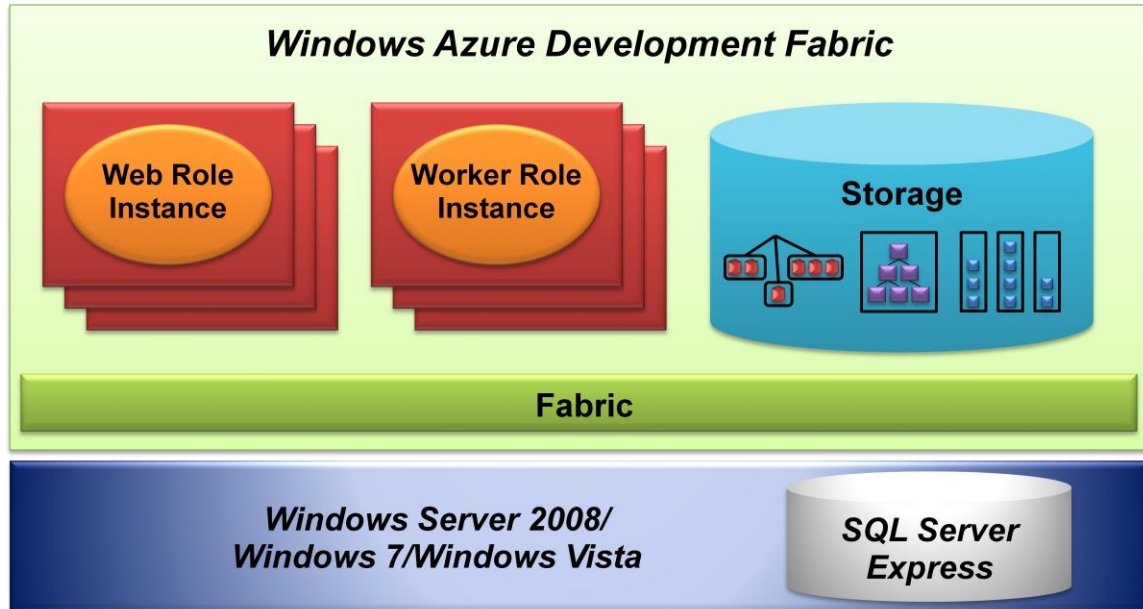 Windows Azure Development Fabric
Web Role
Instance
Worker Role
Instance
Storage
Fabric
Windows Server 2008/
Windows 7/Windows Vista
SQL Server
Express